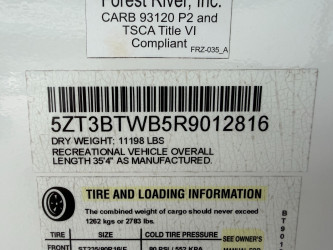 Forest River, Inc.
CARB 93120 P2 and
TSCA Title VI
Compliant
FRZ-035_A
5ZT3BTWB5R9012816
DRY WEIGHT; 11198 LBS
RECREATIONAL VEHICLE OVERALL
LENGTH 35'4" AS MANUFACTURED.
TIRE AND LOADING INFORMATION
The combined weight of cargo should never exceed
1262 kgs or 2783 lbs.
TIRE SIZE COLD TIRE PRESSURE
SEE OWNER'S
FRONT